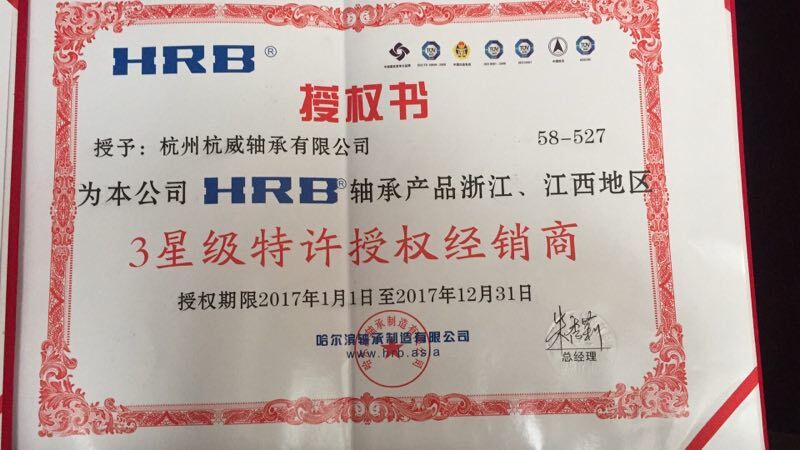 HRB®
授权书
授予：杭州杭威轴承有限公司 58-527
为本公司 HRB® 轴承产品浙江、江西地区
3星级特许授权经销商
授权期限2017年1月1日至2017年12月31日
哈尔滨轴承制造有限公司
www.hrb.asia
总经理